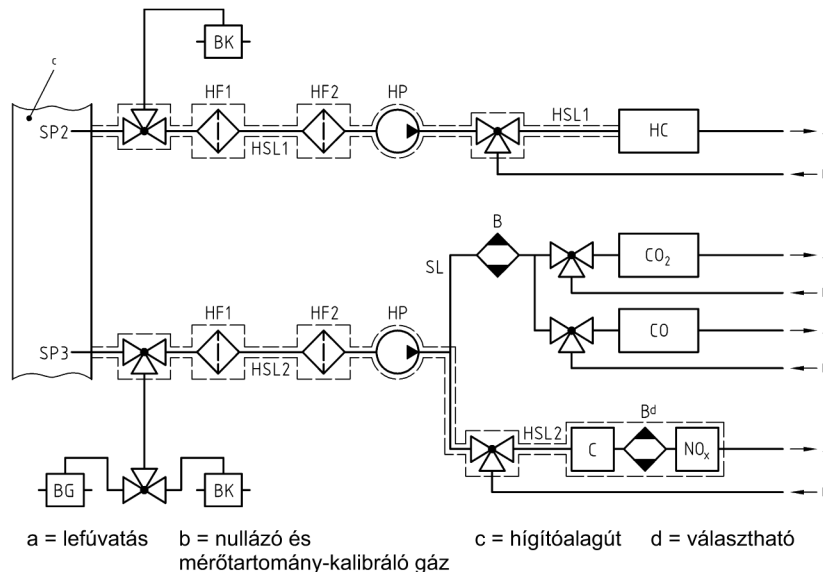 BK
c
HF1
HF2
HP
SP2
HSL1
HSL1
HC
B
SL
CO₂
HF1
HF2
HP
SP3
HSL2
CO
Bᵈ
HSL2
C
NOₓ
BG
BK
a = lefúvatás b = nullázó és mérőtartomány-kalibráló gáz c = hígítóalagút d = választható